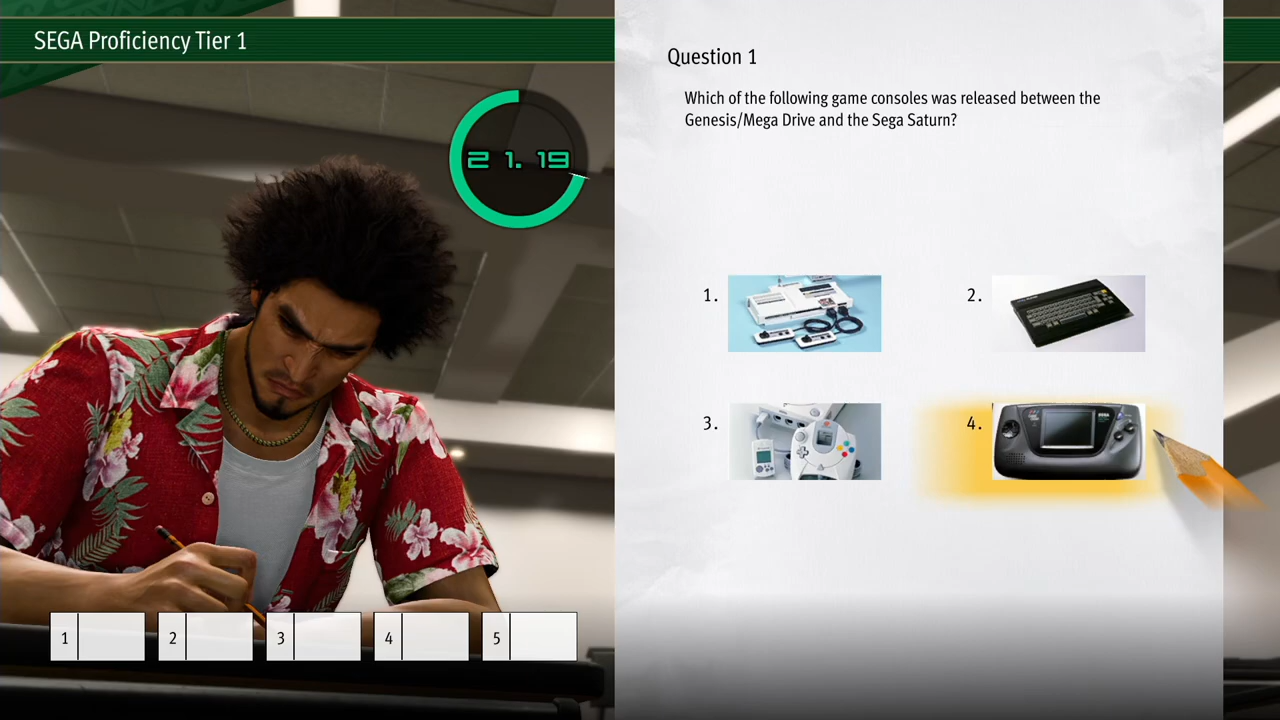 SEGA Proficiency Tier 1
21.19
Question 1
Which of the following game consoles was released between the
Genesis/Mega Drive and the Sega Saturn?
1.
2.
3.
4.
SEGA
1
2
3
4
5